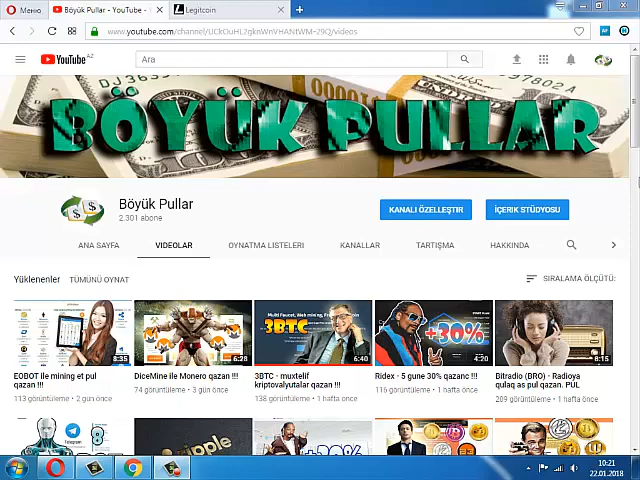 Меню
Böyük Pullar - YouTube -
Legitcoin
www.youtube.com/channel/UCkOuHL2gknWnVHANtWM-29Q/videos
YouTube AZ
Ara
BÖYÜK PULLAR
Böyük Pullar
2.301 abone
KANALI ÖZELLEŞTIR
İÇERIK STÜDYOSU
ANA SAYFA
VIDEOLAR
OYNATMA LISTELERI
KANALLAR
TARTIŞMA
HAKKINDA
Yüklenenler
TÜMÜNÜ OYNAT
SIRALAMA ÖLÇÜTÜ:
8:35
6:28
3BTC
6:40
+30%
4:20
8:15
EOBOT ile mining et pul
qazan !!!
113 görüntüleme • 2 gün önce
DiceMine ile Monero qazan !!!
74 görüntüleme • 3 gün önce
3BTC - muxtelif
kriptovalyutalar qazan !!!
138 görüntüleme • 1 hafta önce
Ridex - 5 gune 30% qazanc !!!
116 görüntüleme • 1 hafta önce
Bitradio (BRO) - Radioya
qulaq as pul qazan. PUL
209 görüntüleme • 1 hafta önce
Telegram
ripple
+30%
10:21
22.01.2018